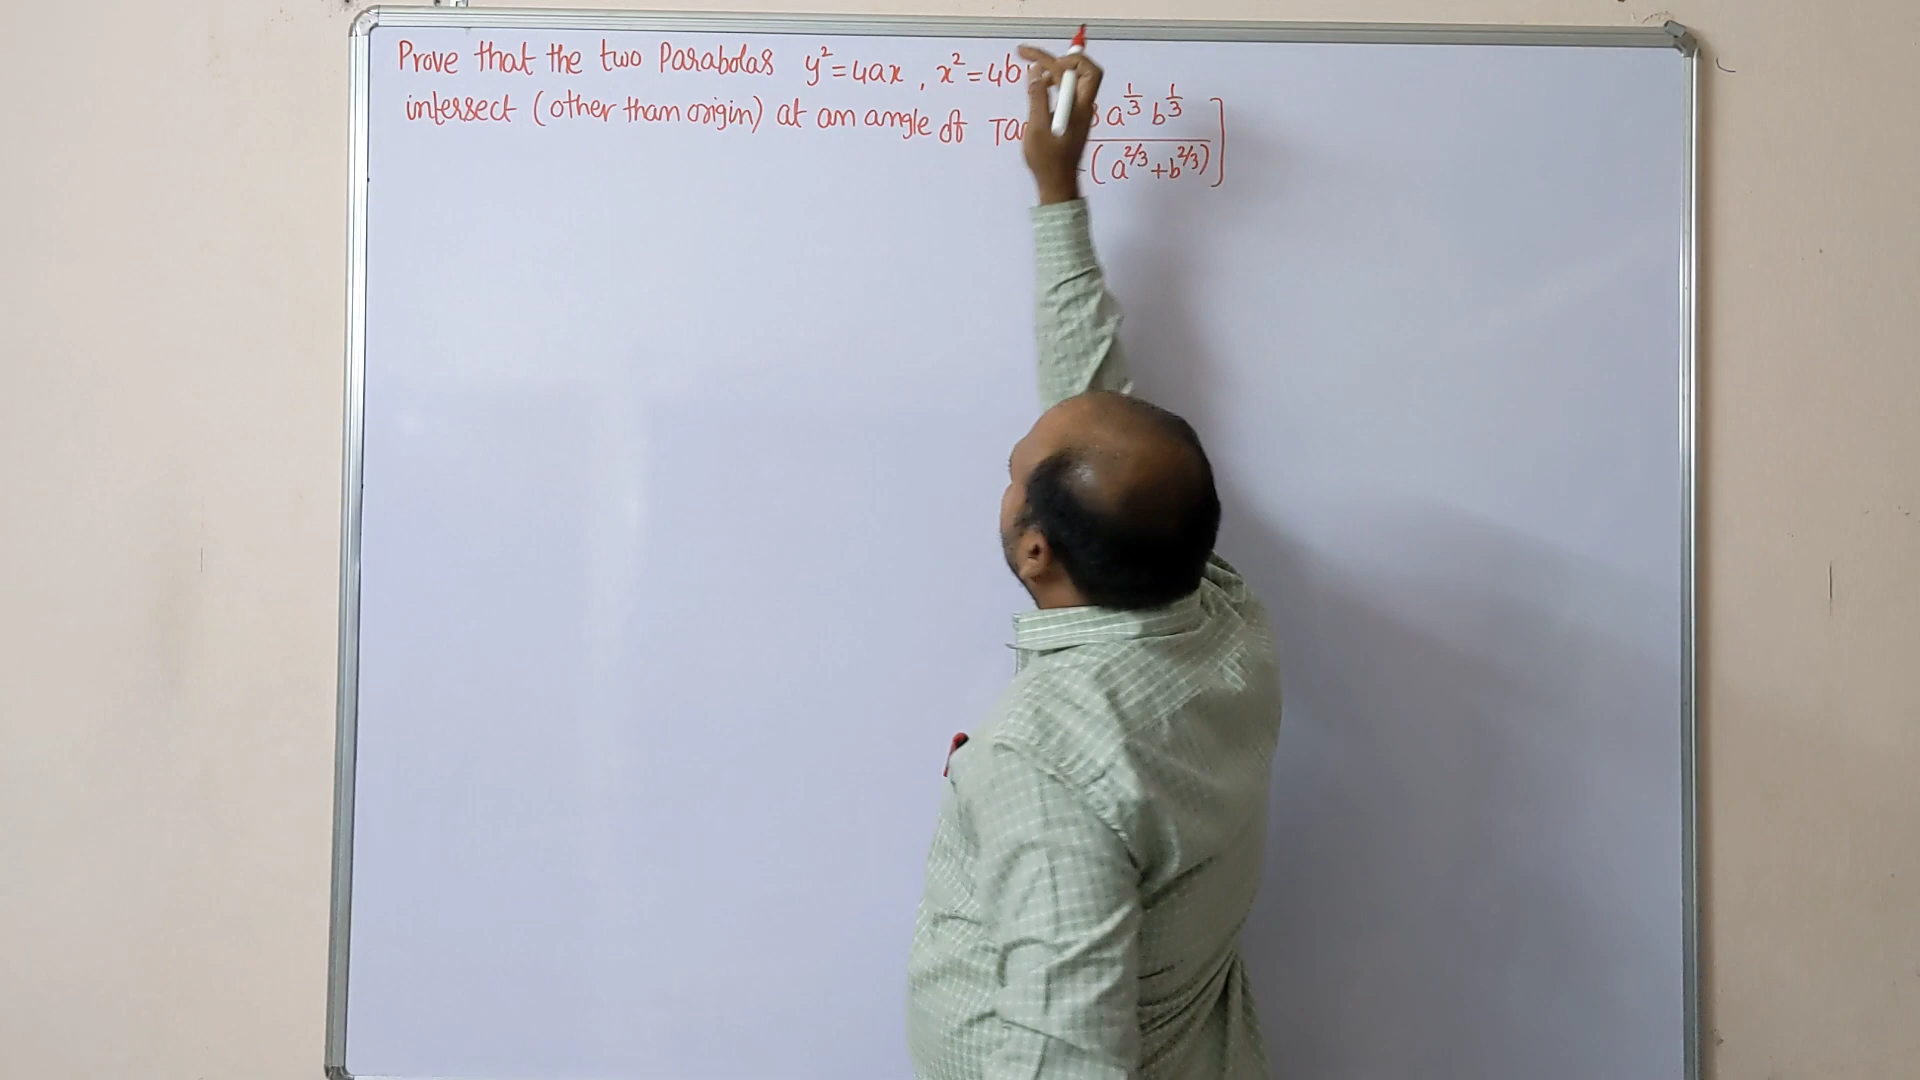 Prove that the two Parabolas y²=4ax, x²=4b
intersect (other than origin) at an angle of Ta 3 a^{1/3} b^{1/3} / (a^{2/3}+b^{2/3})]